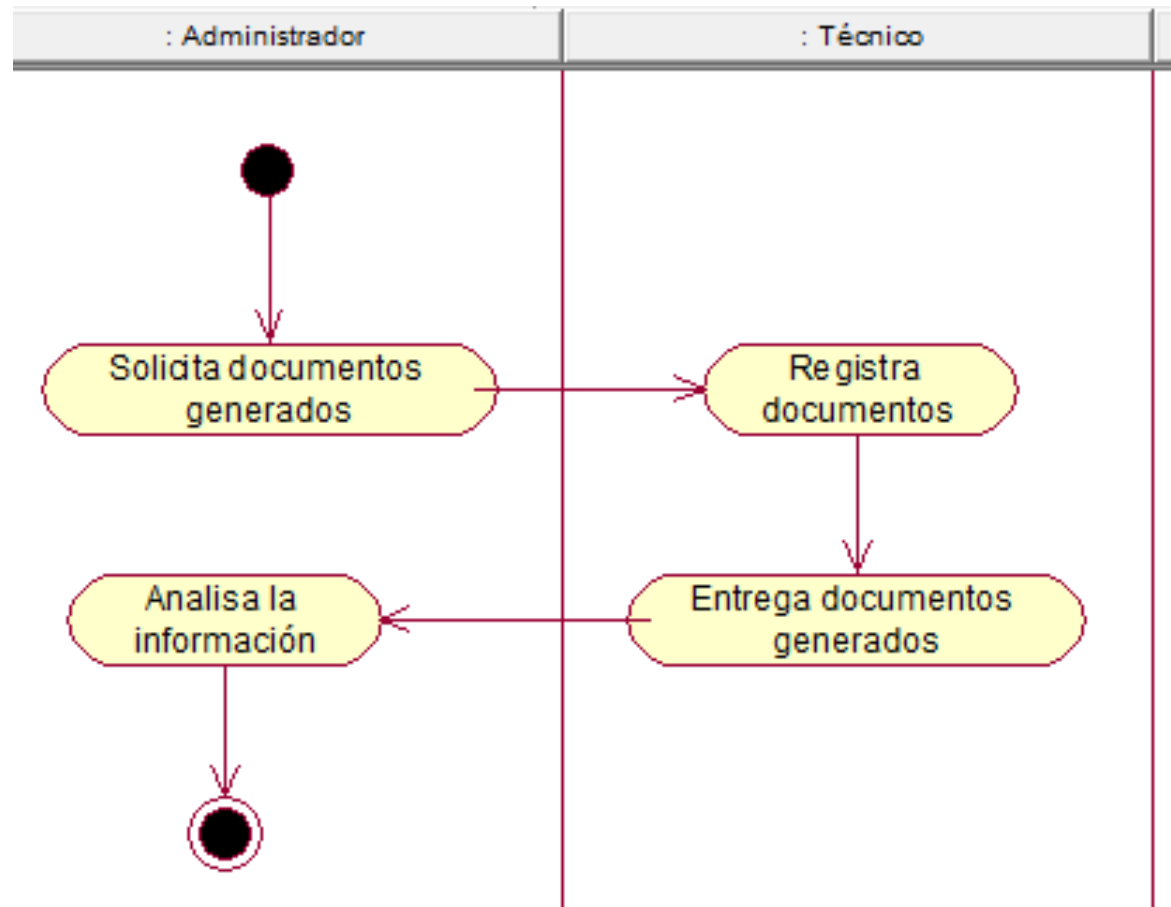 : Administrador
: Técnico
Solicita documentos
generados
Registra
documentos
Analisa la
información
Entrega documentos
generados